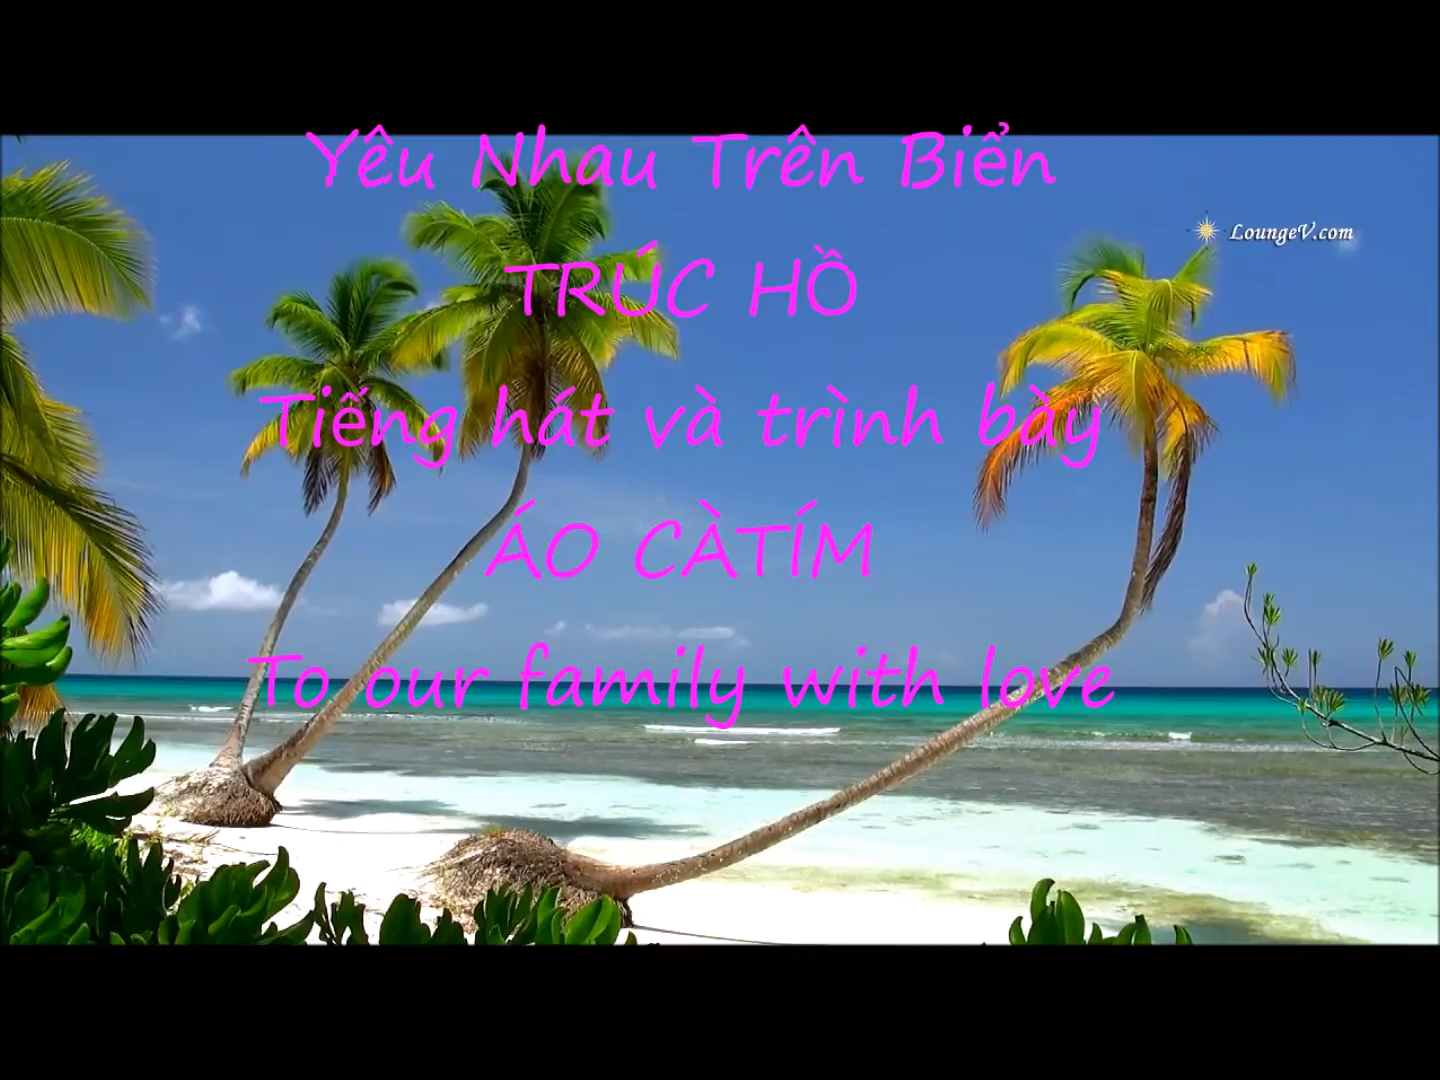 Yêu Nhau Trên Biển
LoungeV.com
TRÚC HỒ
Tiếng hát và trình bày
ÁO CÀTÍM
To our family with love